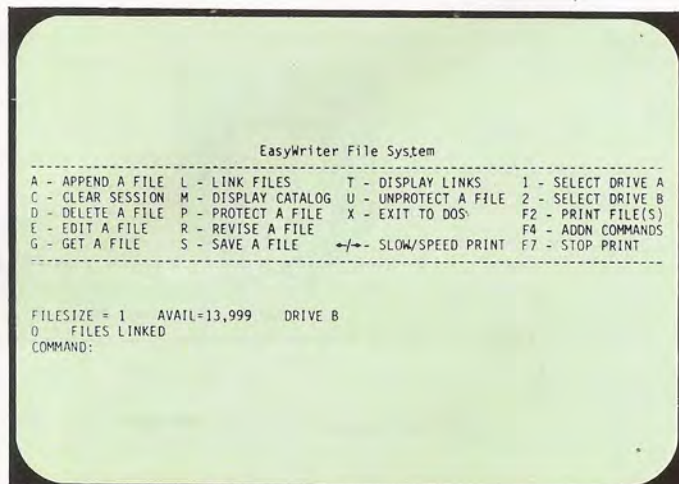 EasyWriter File System
A - APPEND A FILE L - LINK FILES T - DISPLAY LINKS 1 - SELECT DRIVE A
C - CLEAR SESSION M - DISPLAY CATALOG U - UNPROTECT A FILE 2 - SELECT DRIVE B
D - DELETE A FILE P - PROTECT A FILE X - EXIT TO DOS F2 - PRINT FILE(S)
E - EDIT A FILE R - REVISE A FILE F4 - ADDN COMMANDS
G - GET A FILE S - SAVE A FILE ←/→- SLOW/SPEED PRINT F7 - STOP PRINT
FILESIZE = 1 AVAIL=13,999 DRIVE B
0 FILES LINKED
COMMAND: